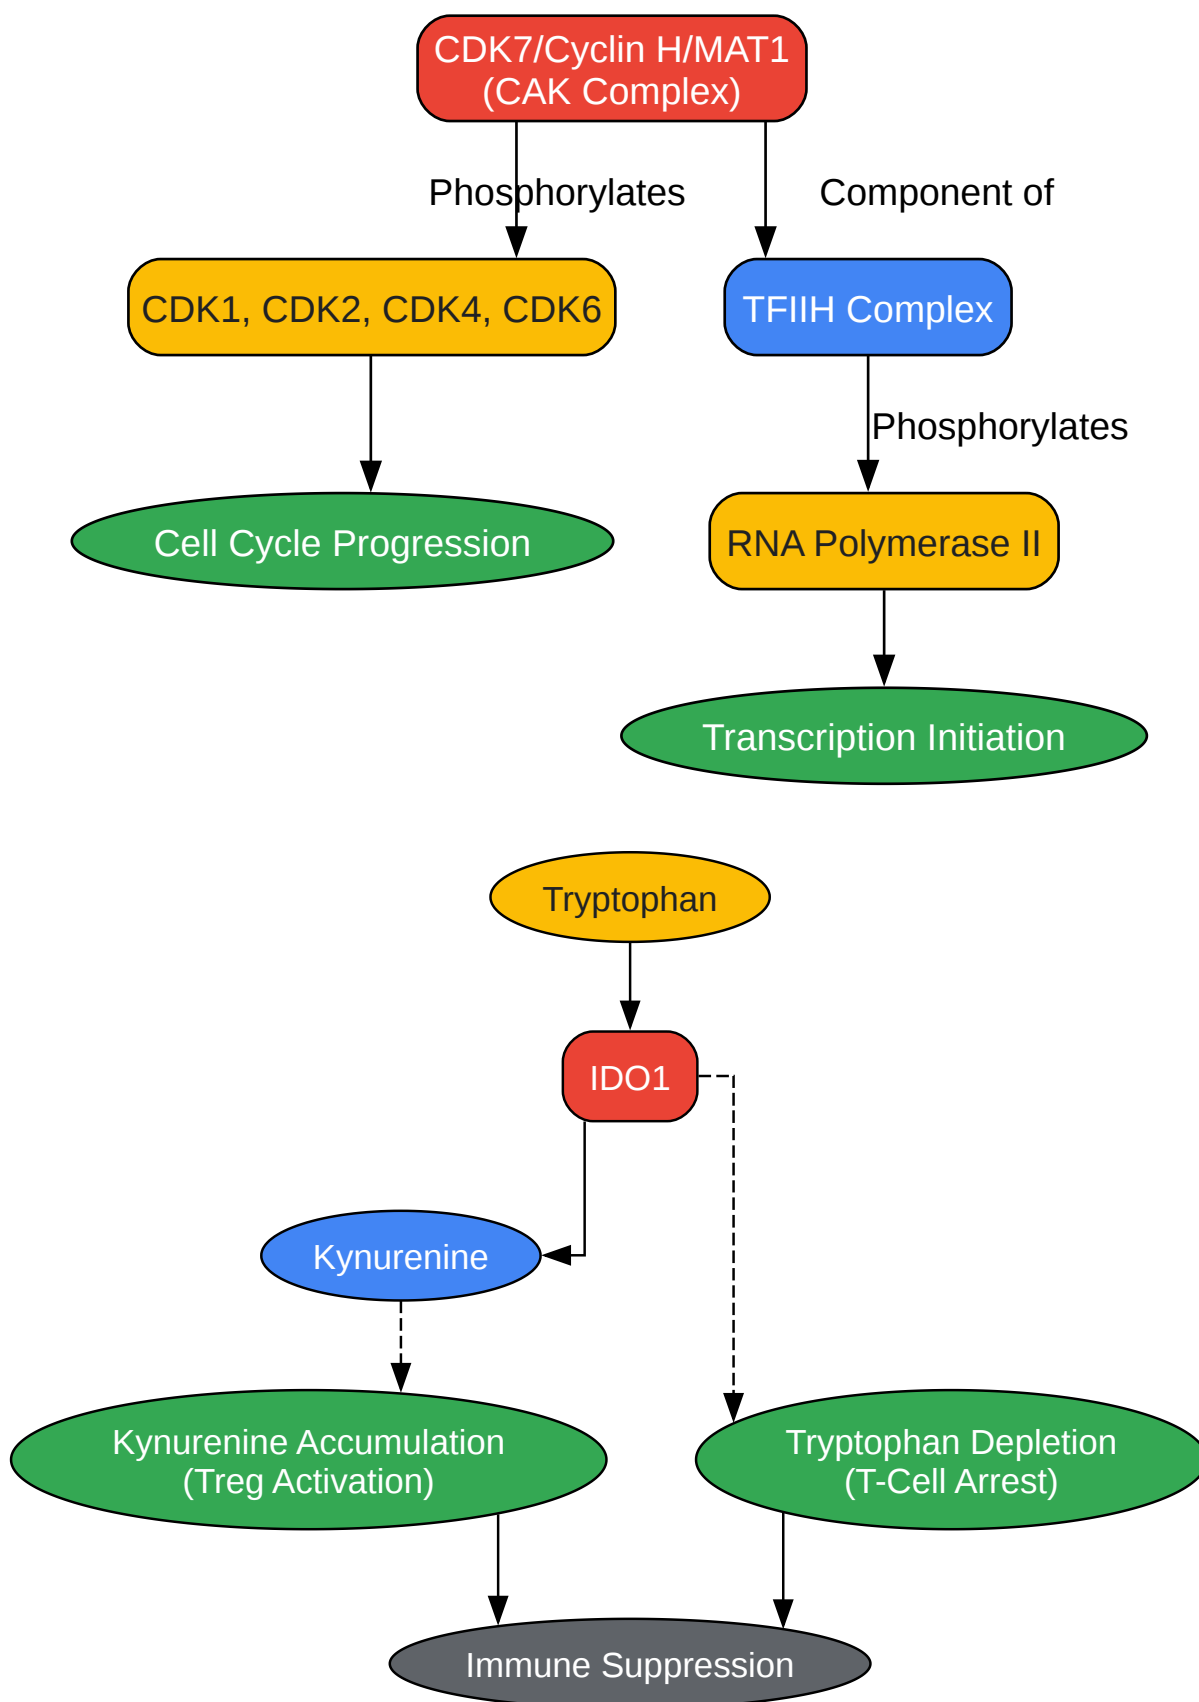 CDK7/Cyclin H/MAT1
(CAK Complex)
Phosphorylates
Component of
CDK1, CDK2, CDK4, CDK6
TFIIH Complex
Phosphorylates
RNA Polymerase II
Cell Cycle Progression
Transcription Initiation
Tryptophan
IDO1
Kynurenine
Kynurenine Accumulation
(Treg Activation)
Tryptophan Depletion
(T-Cell Arrest)
Immune Suppression